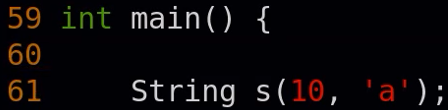 59 int main() {
60
61     String s(10, 'a');